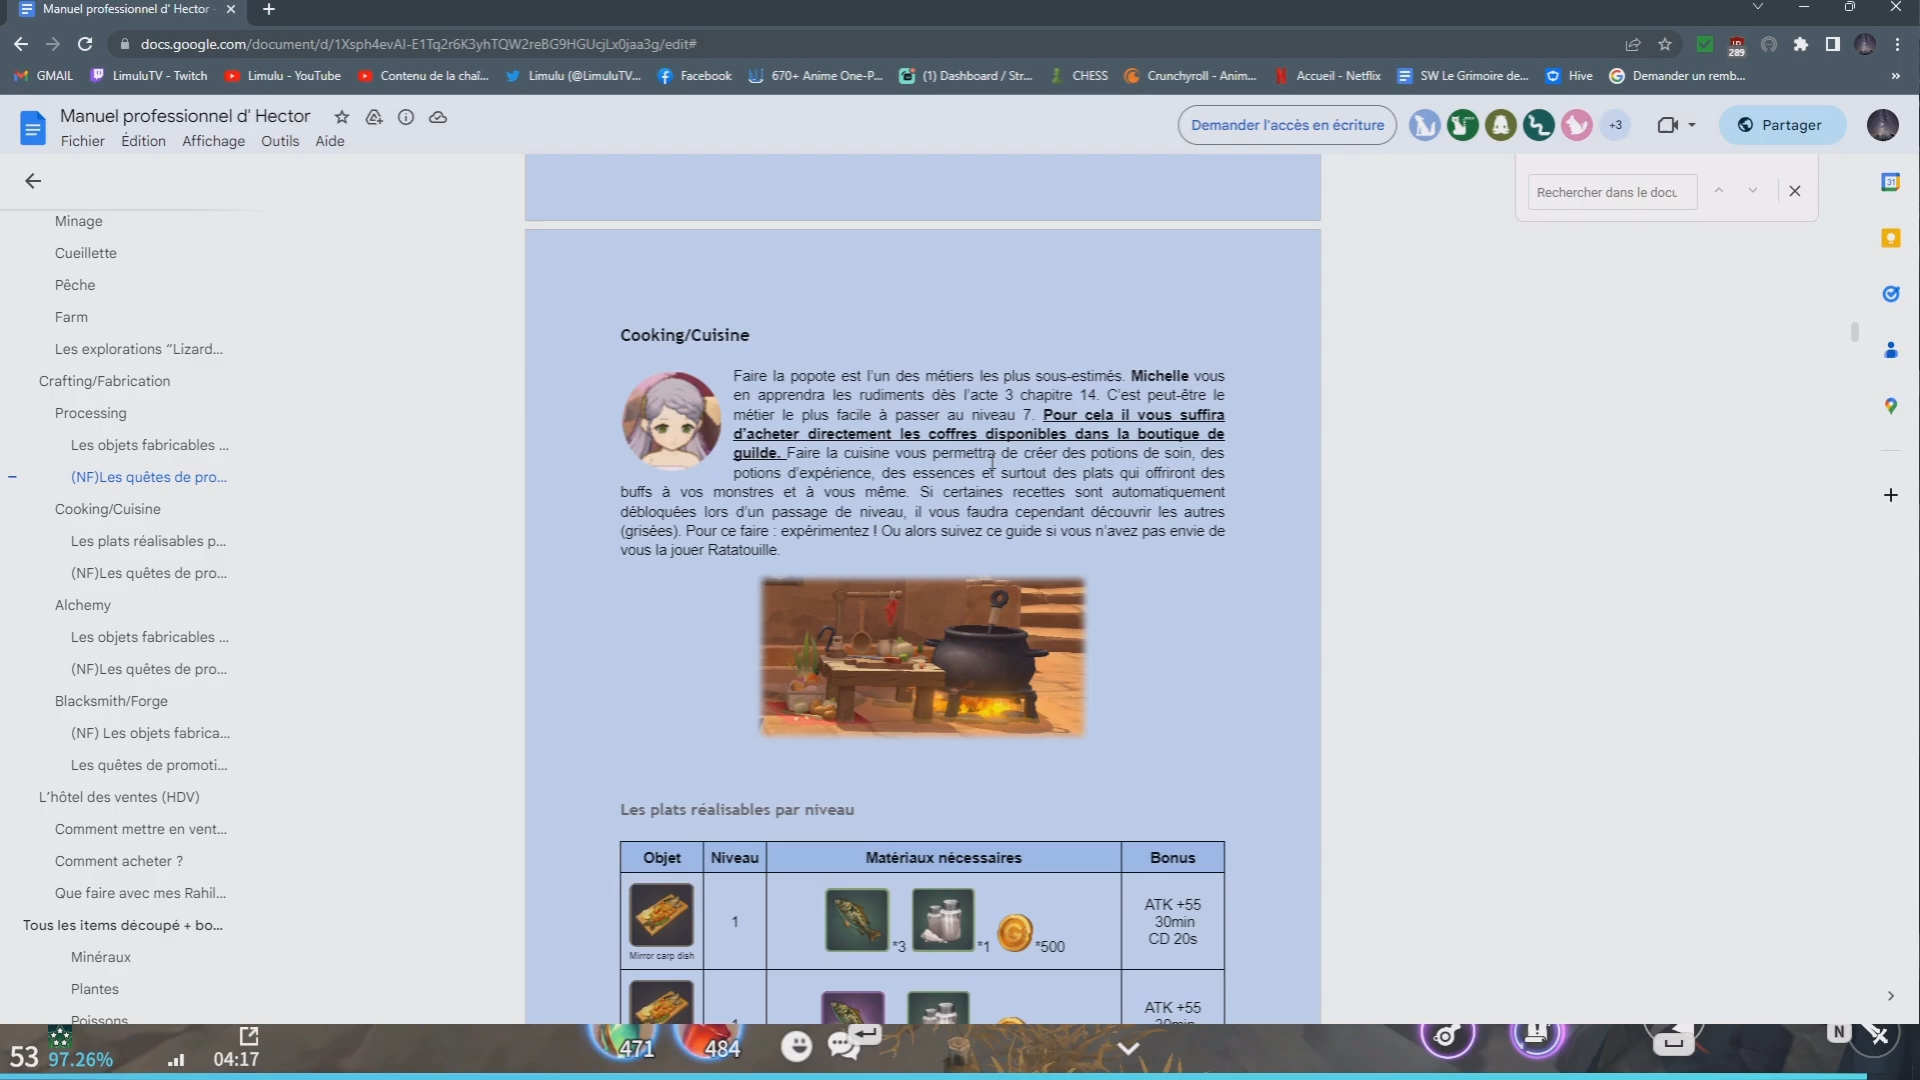 Manuel professionnel d' Hector -
docs.google.com/document/d/1Xsph4evAI-E1Tq2r6K3yhTQW2reBG9HGUcjLx0jaa3g/edit#
289
GMAIL
LimuluTV - Twitch
Limulu - YouTube
Contenu de la chaî...
Limulu (@LimuluTV...
Facebook
670+ Anime One-P...
(1) Dashboard / Str...
CHESS
Crunchyroll - Anim...
Accueil - Netflix
SW Le Grimoire de...
Hive
Demander un remb...
»
Manuel professionnel d' Hector
Fichier Édition Affichage Outils Aide
Demander l'accès en écriture
+3
Partager
Rechercher dans le docu
31
Minage
Cueillette
Pêche
Farm
Les explorations “Lizard...
Crafting/Fabrication
Processing
Les objets fabricables ...
(NF)Les quêtes de pro...
Cooking/Cuisine
Les plats réalisables p...
(NF)Les quêtes de pro...
Alchemy
Les objets fabricables ...
(NF)Les quêtes de pro...
Blacksmith/Forge
(NF) Les objets fabrica...
Les quêtes de promoti...
L’hôtel des ventes (HDV)
Comment mettre en vent...
Comment acheter ?
Que faire avec mes Rahil...
Tous les items découpé + bo...
Minéraux
Plantes
Poissons
Cooking/Cuisine
Faire la popote est l’un des métiers les plus sous-estimés. Michelle vous
en apprendra les rudiments dès l’acte 3 chapitre 14. C’est peut-être le
métier le plus facile à passer au niveau 7. Pour cela il vous suffira
d’acheter directement les coffres disponibles dans la boutique de
guilde. Faire la cuisine vous permettra de créer des potions de soin, des
potions d’expérience, des essences et surtout des plats qui offriront des
buffs à vos monstres et à vous même. Si certaines recettes sont automatiquement
débloquées lors d’un passage de niveau, il vous faudra cependant découvrir les autres
(grisées). Pour ce faire : expérimentez ! Ou alors suivez ce guide si vous n’avez pas envie de
vous la jouer Ratatouille.
Les plats réalisables par niveau
Objet Niveau Matériaux nécessaires Bonus
Mirror carp dish
1
*3 *1 *500
ATK +55
30min
CD 20s
1
ATK +55
53 97.26%
04:17
471
484
N